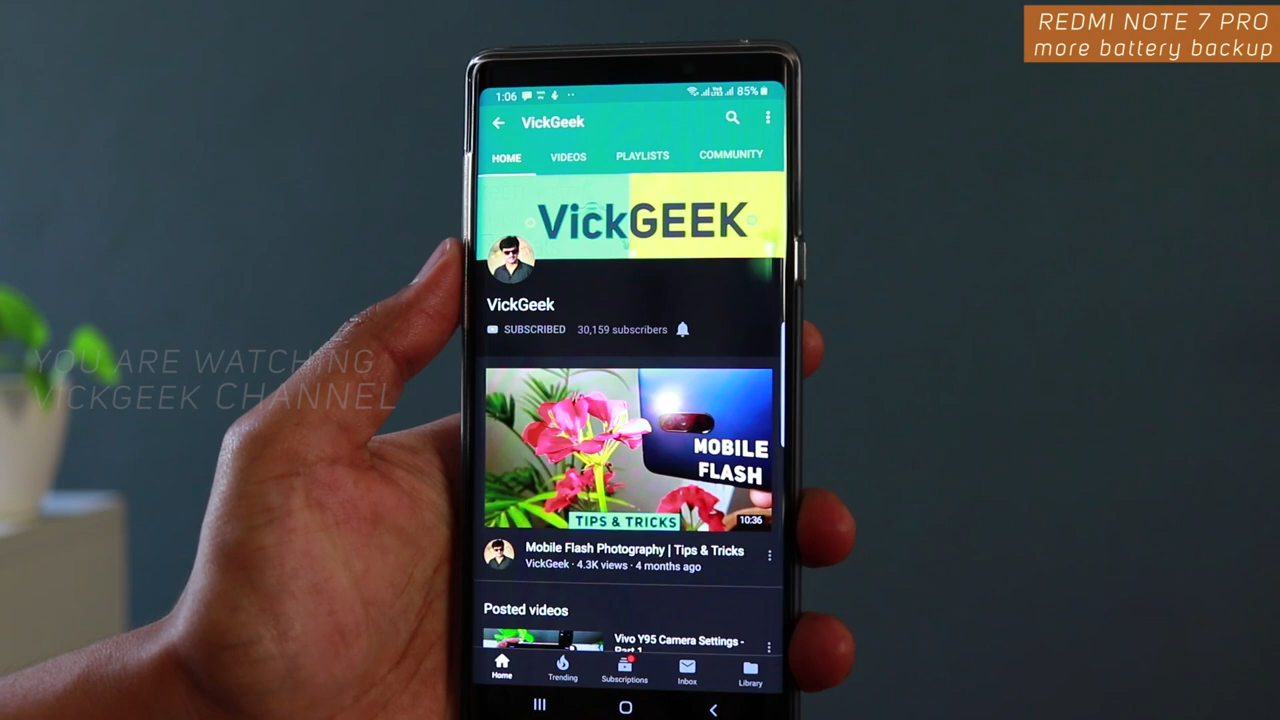 REDMI NOTE 7 PRO
more battery backup
1:06
85%
VickGeek
HOME VIDEOS PLAYLISTS COMMUNITY
VickGEEK
VickGeek
SUBSCRIBED 30,159 subscribers
YOU ARE WATCHING
VICKGEEK CHANNEL
MOBILE
FLASH
TIPS & TRICKS
10:36
Mobile Flash Photography | Tips & Tricks
VickGeek · 4.3K views · 4 months ago
Posted videos
Vivo Y95 Camera Settings -
Part 1
Home Trending Subscriptions Inbox Library